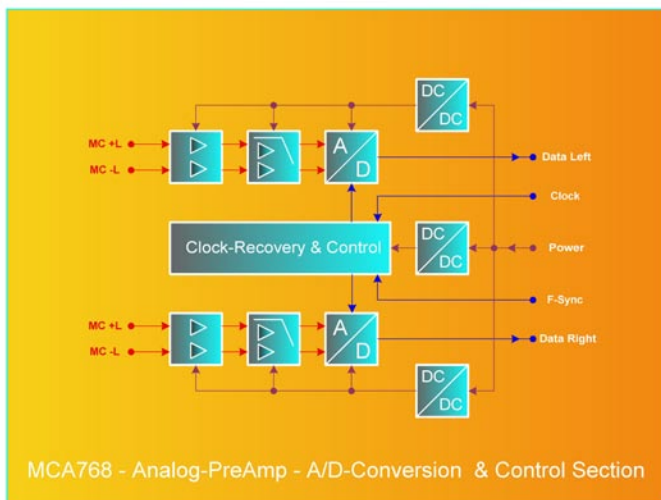 DC
DC
MC +L
MC -L
A
D
Data Left
Clock
Clock-Recovery & Control
DC
DC
Power
F-Sync
MC +L
MC -L
A
D
Data Right
DC
DC
MCA768 - Analog-PreAmp - A/D-Conversion & Control Section